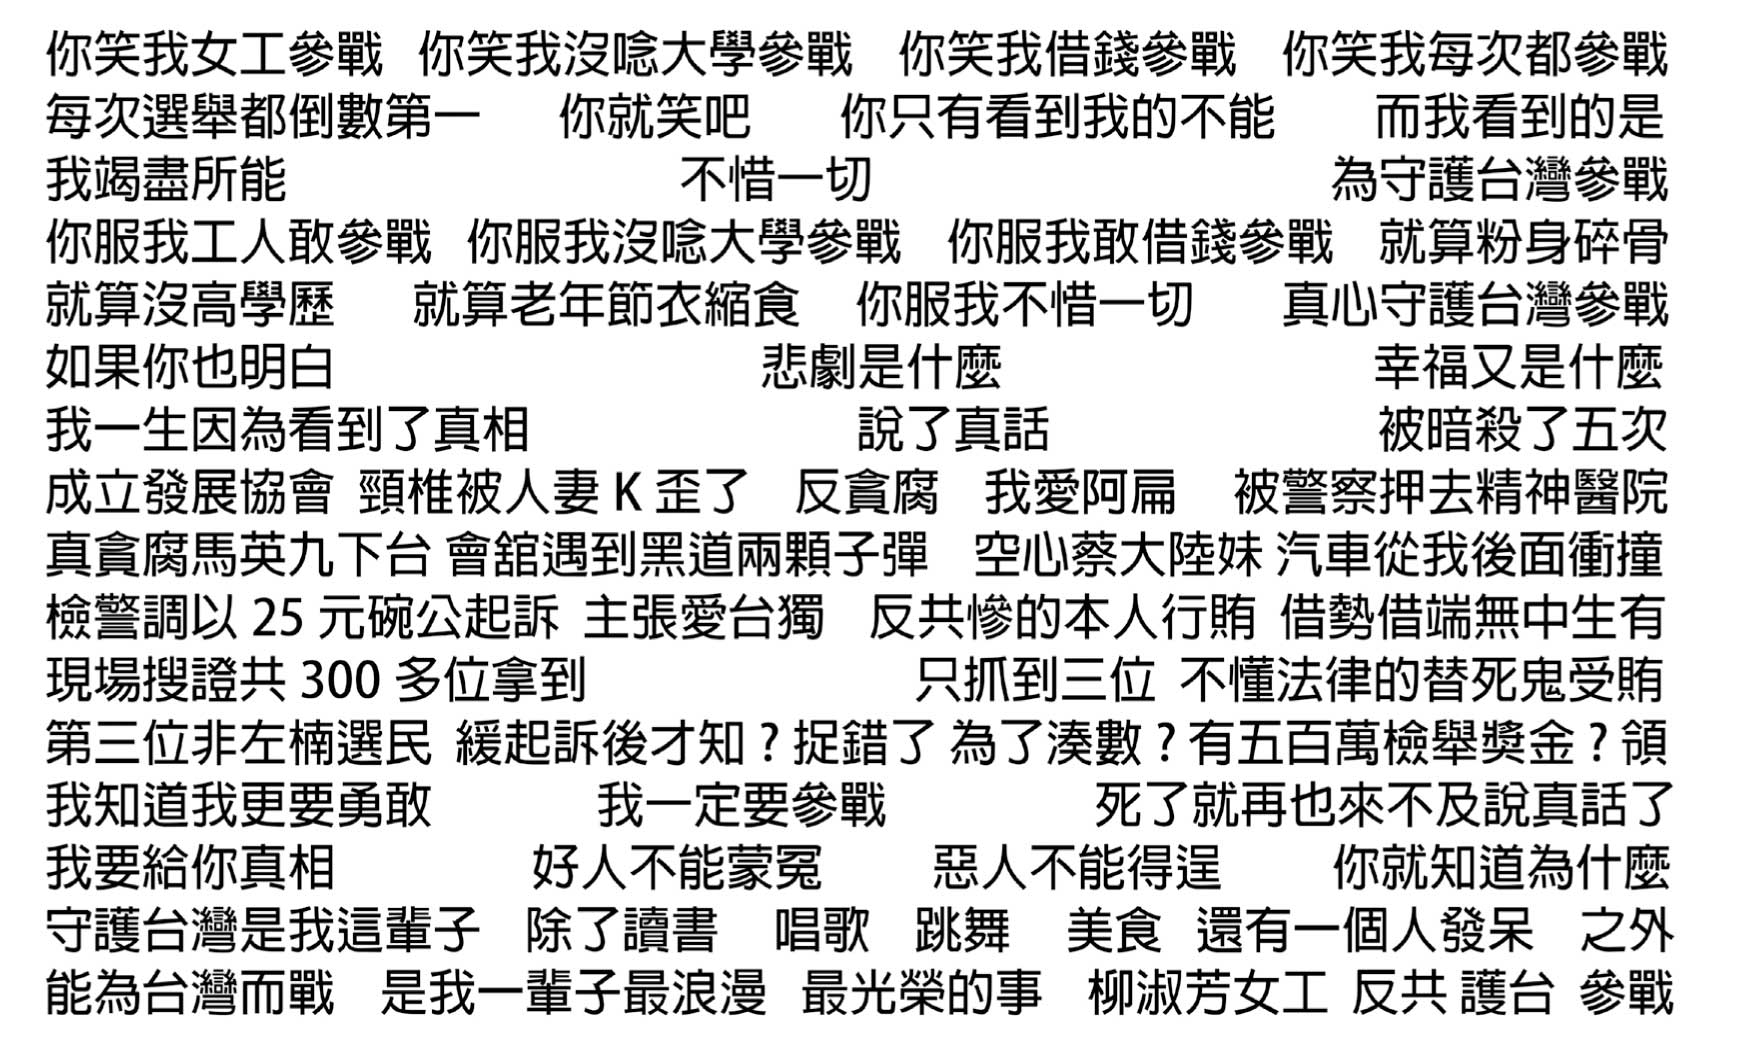 你笑我女工參戰 你笑我沒唸大學參戰 你笑我借錢參戰 你笑我每次都參戰
每次選舉都倒數第一 你就笑吧 你只有看到我的不能 而我看到的是
我竭盡所能 不惜一切 為守護台灣參戰
你服我工人敢參戰 你服我沒唸大學參戰 你服我敢借錢參戰 就算粉身碎骨
就算沒高學歷 就算老年節衣縮食 你服我不惜一切 真心守護台灣參戰
如果你也明白 悲劇是什麼 幸福又是什麼
我一生因為看到了真相 說了真話 被暗殺了五次
成立發展協會 頸椎被人妻 K 歪了 反貪腐 我愛阿扁 被警察押去精神醫院
真貪腐馬英九下台 會舘遇到黑道兩顆子彈 空心蔡大陸妹 汽車從我後面衝撞
檢警調以 25 元碗公起訴 主張愛台獨 反共慘的本人行賄 借勢借端無中生有
現場搜證共 300 多位拿到 只抓到三位 不懂法律的替死鬼受賄
第三位非左楠選民 緩起訴後才知？捉錯了 為了湊數？有五百萬檢舉獎金？領
我知道我更要勇敢 我一定要參戰 死了就再也來不及說真話了
我要給你真相 好人不能蒙冤 惡人不能得逞 你就知道為什麼
守護台灣是我這輩子 除了讀書 唱歌 跳舞 美食 還有一個人發呆 之外
能為台灣而戰 是我一輩子最浪漫 最光榮的事 柳淑芳女工 反共 護台 參戰